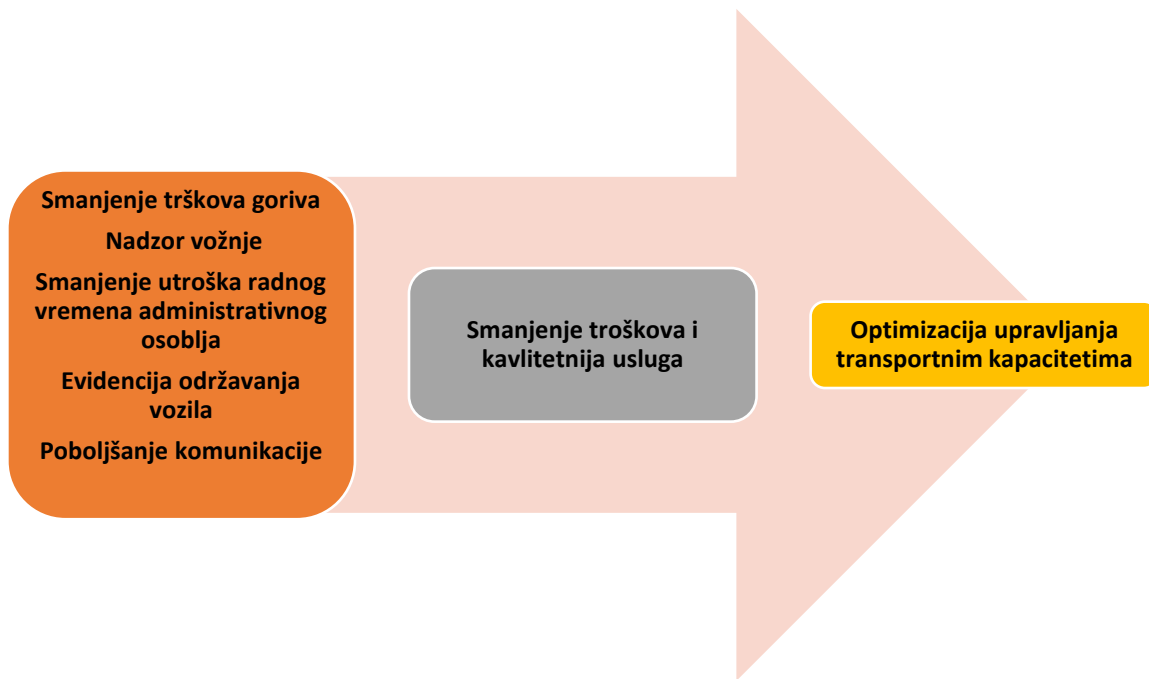 Smanjenje trškova goriva
Nadzor vožnje
Smanjenje utroška radnog
vremena administrativnog
osoblja
Evidencija održavanja
vozila
Poboljšanje komunikacije
Smanjenje troškova i
kavlitetnija usluga
Optimizacija upravljanja
transportnim kapacitetima